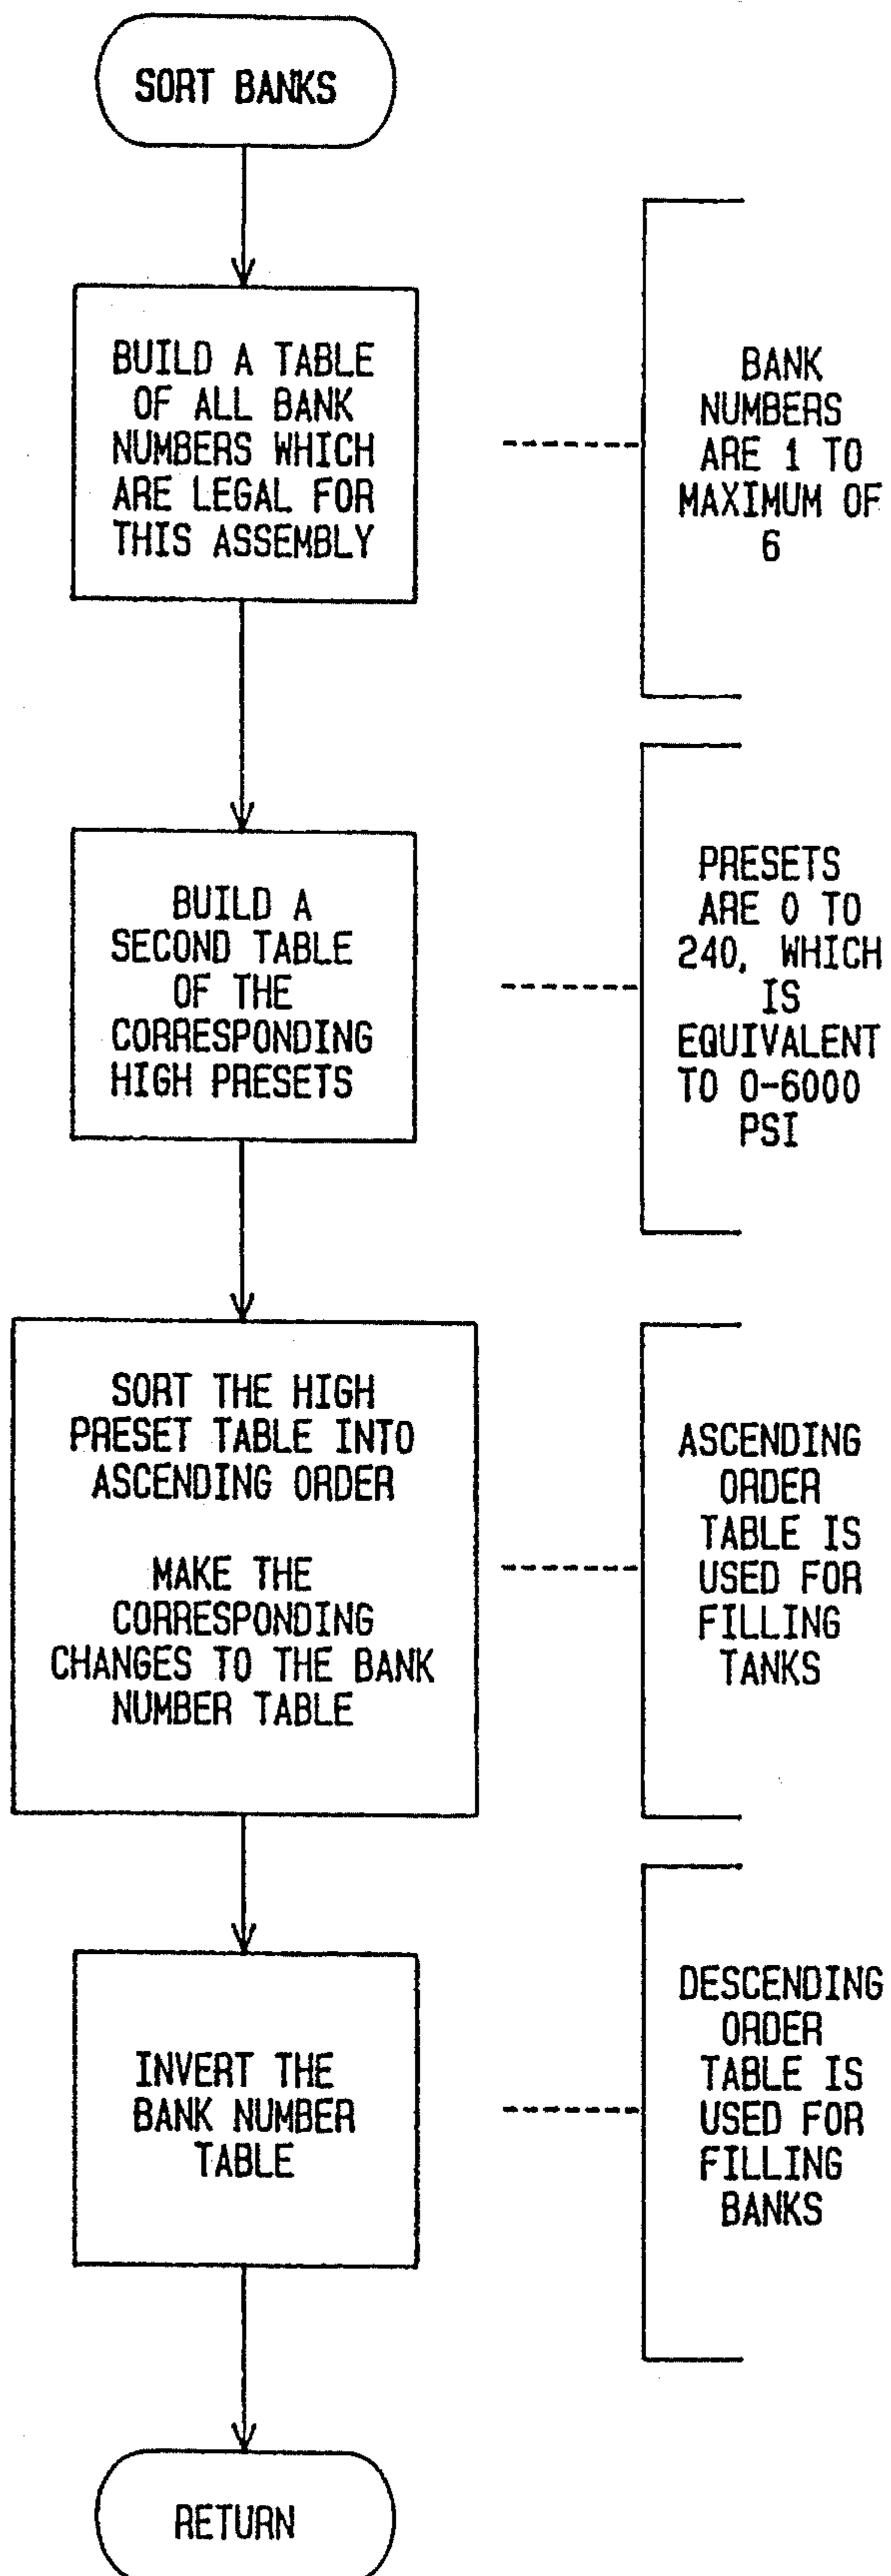 SORT BANKS
BUILD A TABLE
OF ALL BANK
NUMBERS WHICH
ARE LEGAL FOR
THIS ASSEMBLY
BANK
NUMBERS
ARE 1 TO
MAXIMUM OF
6
BUILD A
SECOND TABLE
OF THE
CORRESPONDING
HIGH PRESETS
PRESETS
ARE 0 TO
240, WHICH
IS
EQUIVALENT
TO 0-6000
PSI
SORT THE HIGH
PRESET TABLE INTO
ASCENDING ORDER
MAKE THE
CORRESPONDING
CHANGES TO THE BANK
NUMBER TABLE
ASCENDING
ORDER
TABLE IS
USED FOR
FILLING
TANKS
INVERT THE
BANK NUMBER
TABLE
DESCENDING
ORDER
TABLE IS
USED FOR
FILLING
BANKS
RETURN